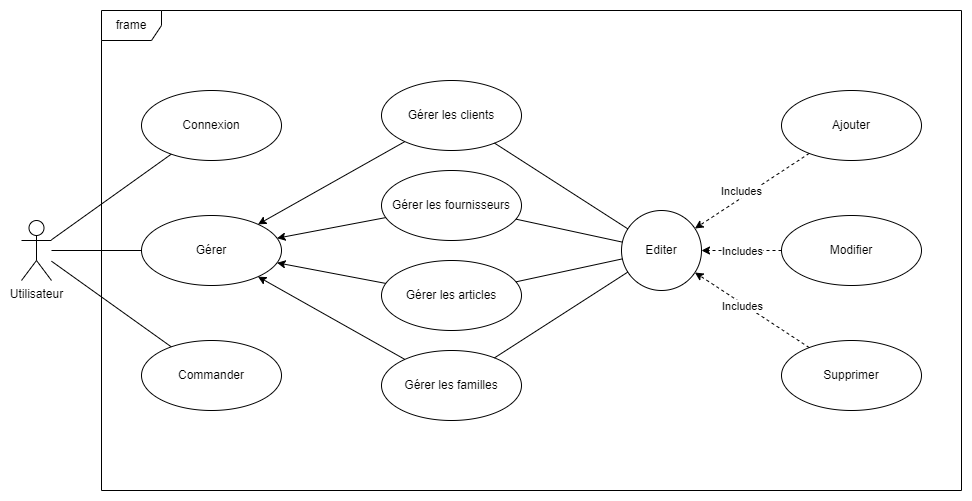 frame
Connexion
Gérer les clients
Ajouter
Includes
Gérer les fournisseurs
Gérer
Editer
Includes
Modifier
Utilisateur
Gérer les articles
Includes
Commander
Gérer les familles
Supprimer